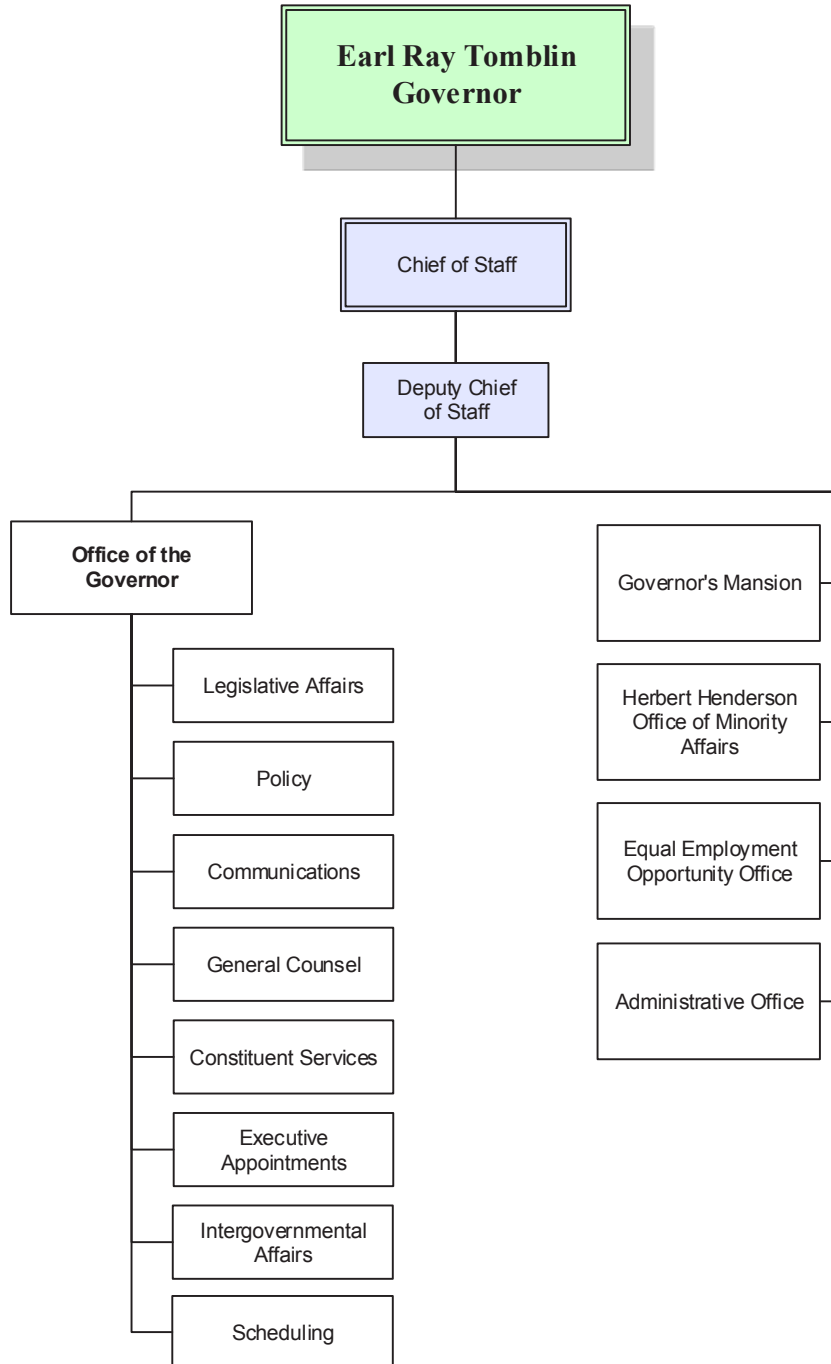 Earl Ray Tomblin
Governor
Chief of Staff
Deputy Chief
of Staff
Office of the
Governor
Legislative Affairs
Policy
Communications
General Counsel
Constituent Services
Executive
Appointments
Intergovernmental
Affairs
Scheduling
Governor's Mansion
Herbert Henderson
Office of Minority
Affairs
Equal Employment
Opportunity Office
Administrative Office